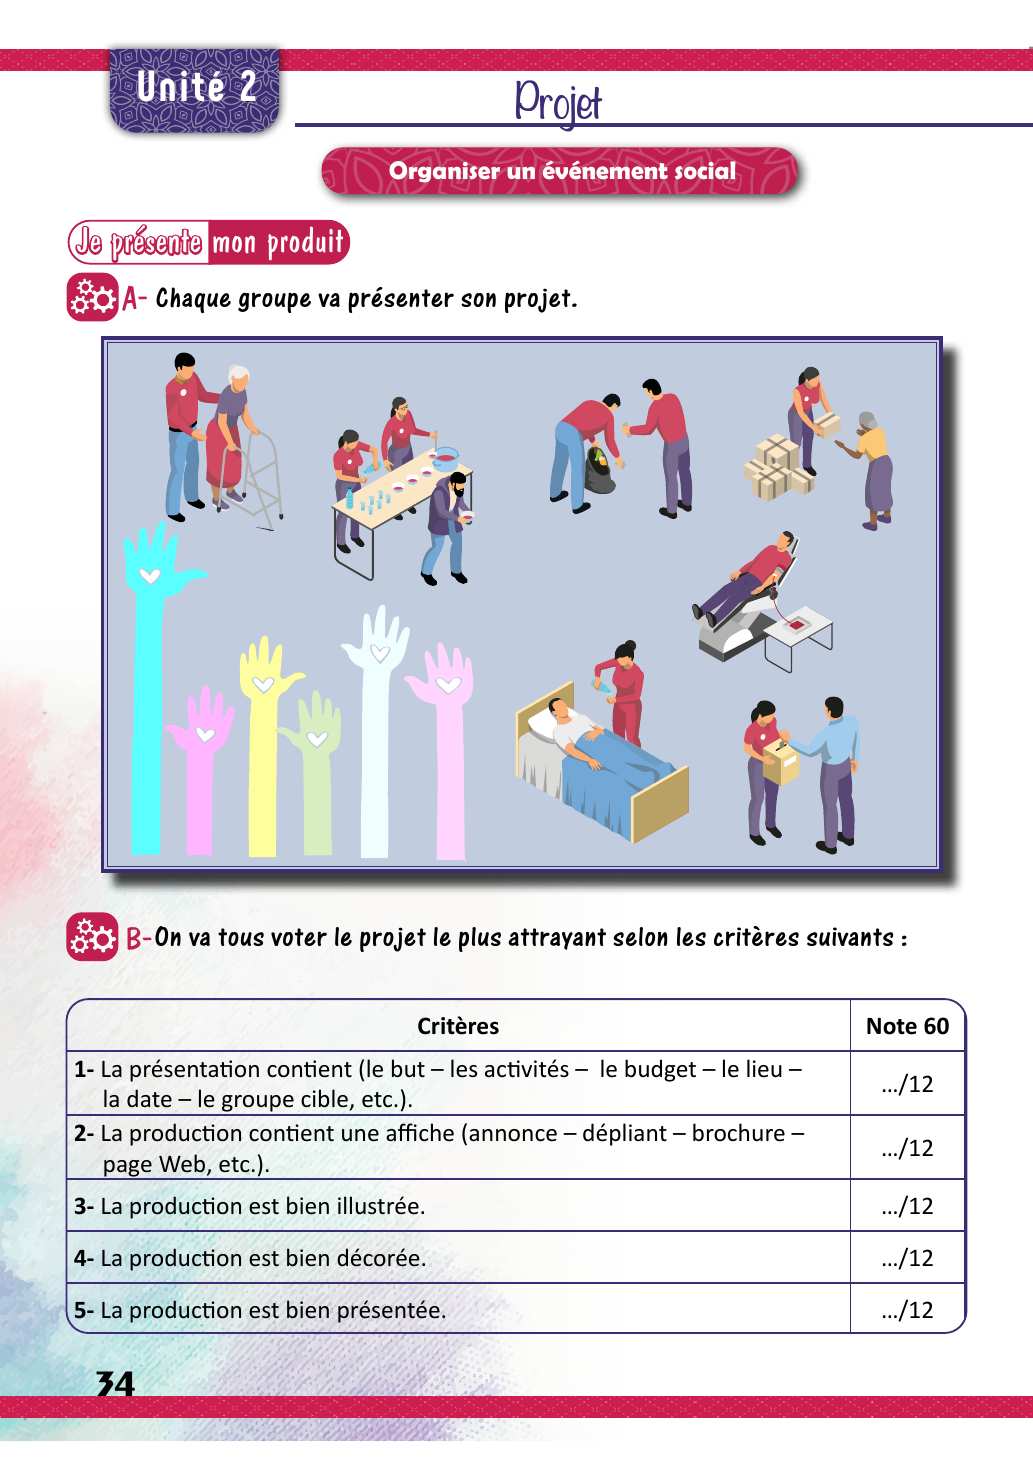 Unité 2
Projet
Organiser un événement social
Je présente mon produit
A- Chaque groupe va présenter son projet.
B- On va tous voter le projet le plus attrayant selon les critères suivants :
Critères
Note 60
1- La présentation contient (le but – les activités – le budget – le lieu –
la date – le groupe cible, etc.).
.../12
2- La production contient une affiche (annonce – dépliant – brochure –
page Web, etc.).
.../12
3- La production est bien illustrée.
.../12
4- La production est bien décorée.
.../12
5- La production est bien présentée.
.../12
34